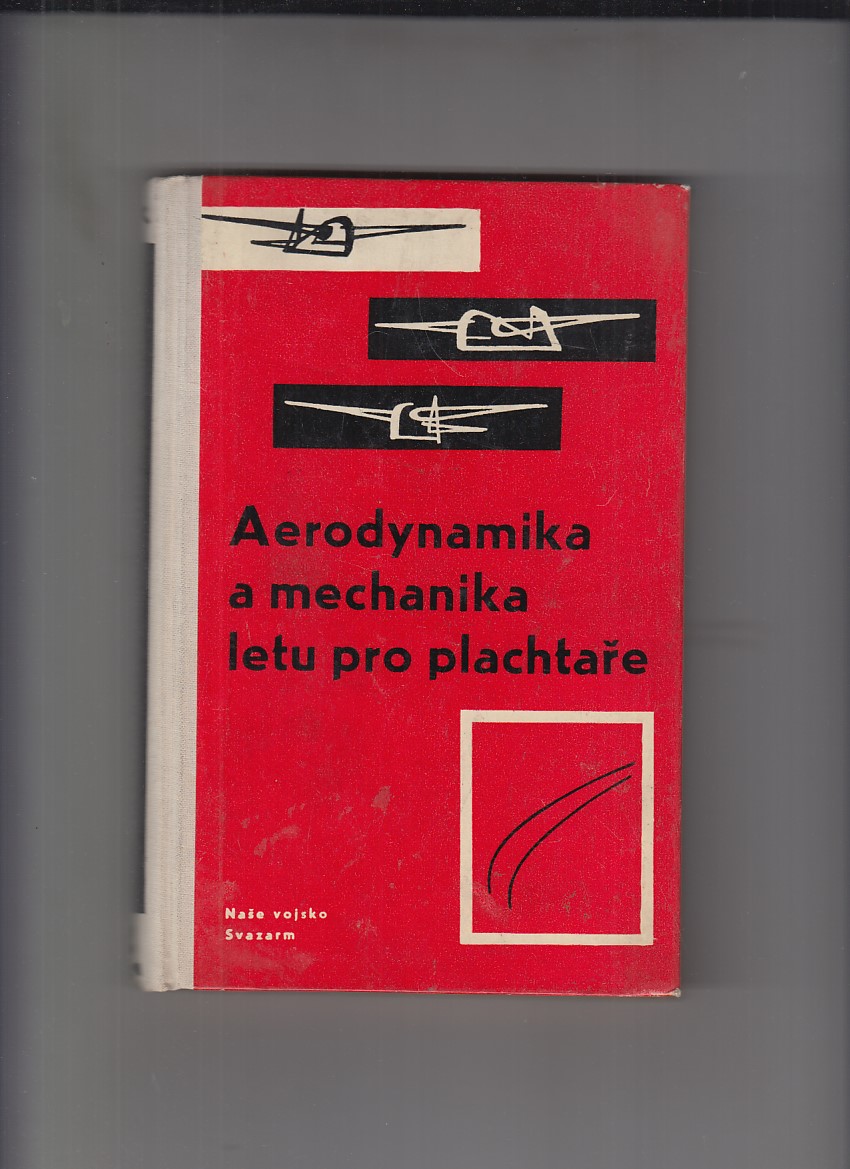 Aerodynamika
a mechanika
letu pro plachtaře
Naše vojsko
Svazarm